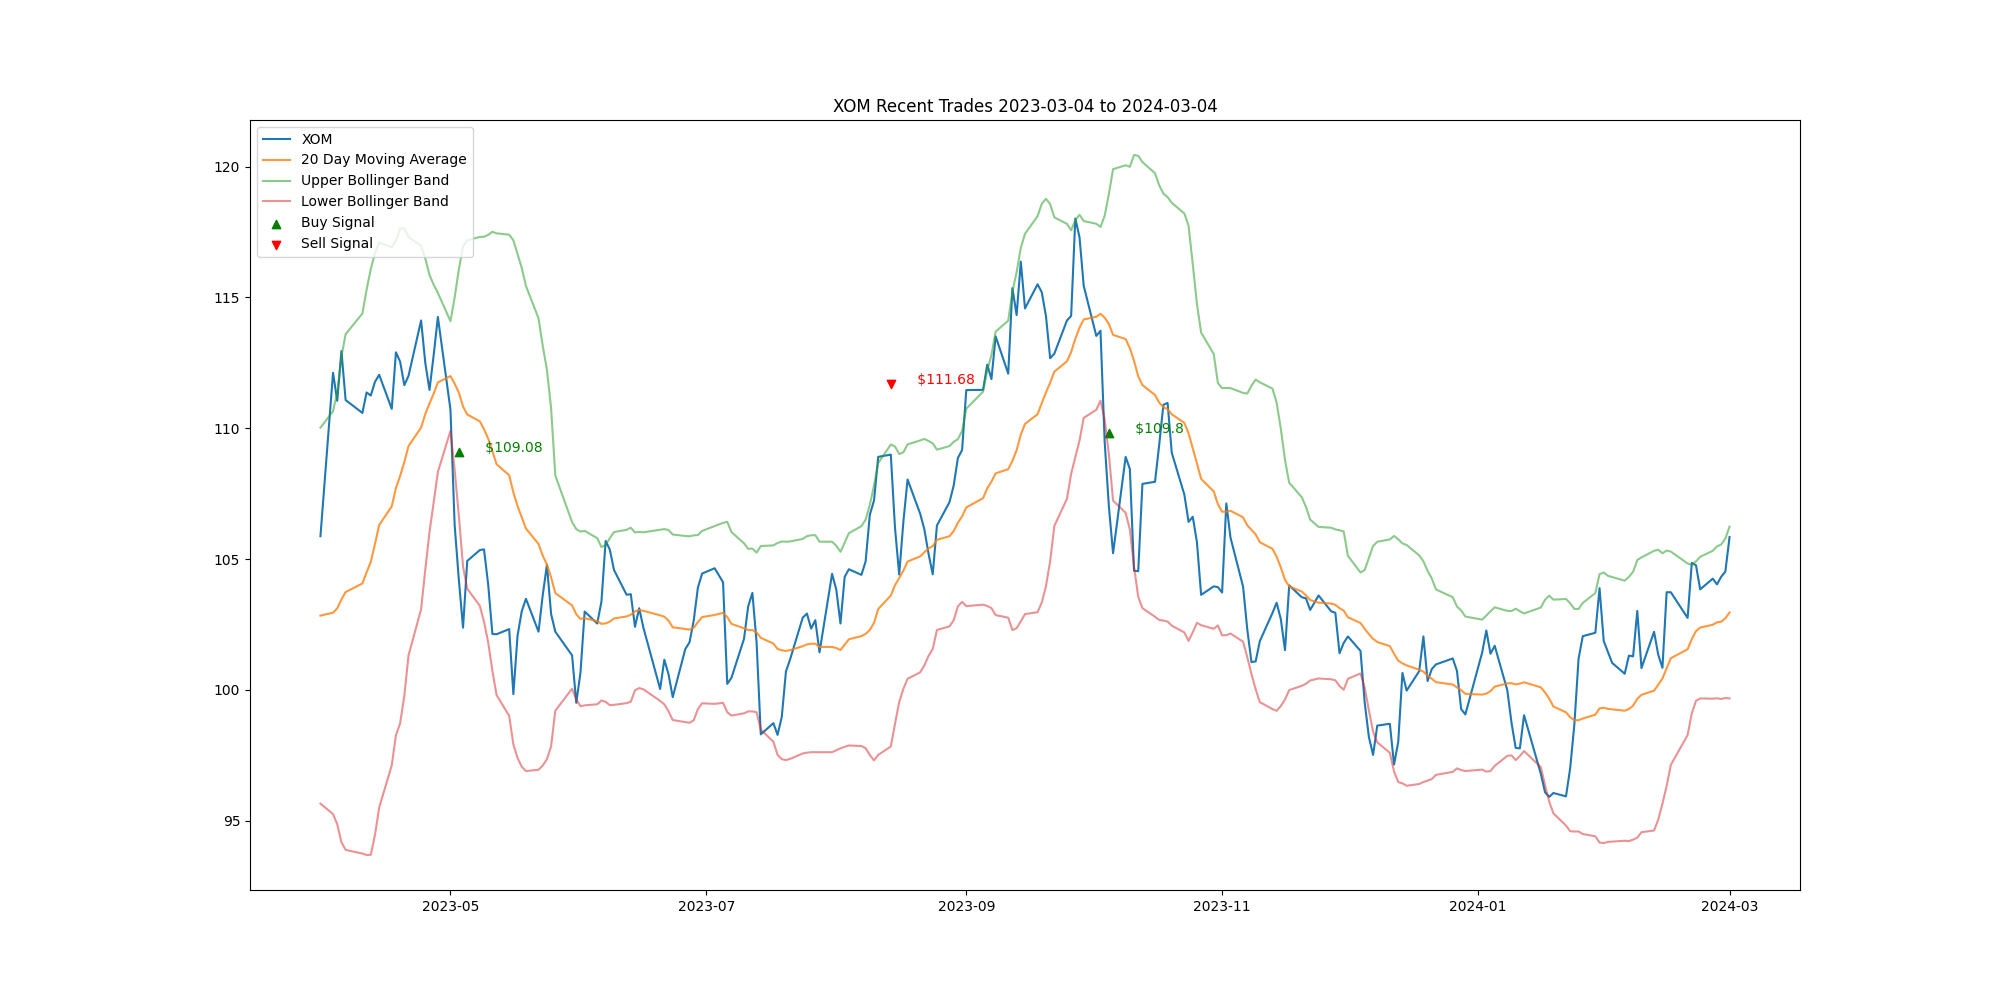 XOM Recent Trades 2023-03-04 to 2024-03-04
XOM
20 Day Moving Average
Upper Bollinger Band
Lower Bollinger Band
Buy Signal
Sell Signal
120
115
110
105
100
95
$111.68
$109.8
$109.08
2023-05
2023-07
2023-09
2023-11
2024-01
2024-03